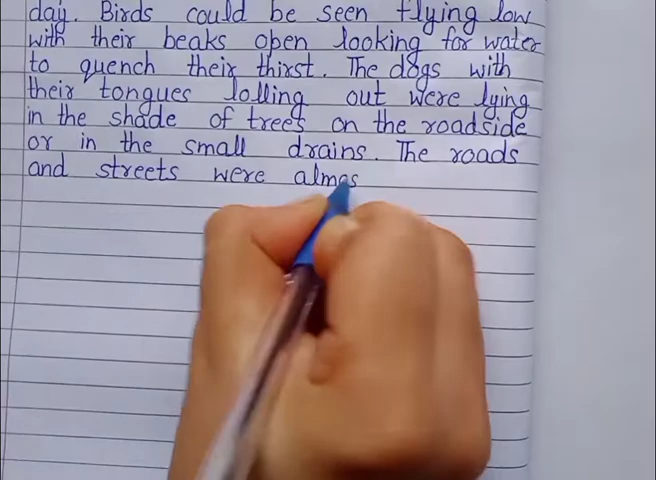 day. Birds could be seen flying low
with their beaks open looking for water
to quench their thirst. The dogs with
their tongues lolling out were lying
in the shade of trees on the roadside
or in the small drains. The roads
and streets were almos